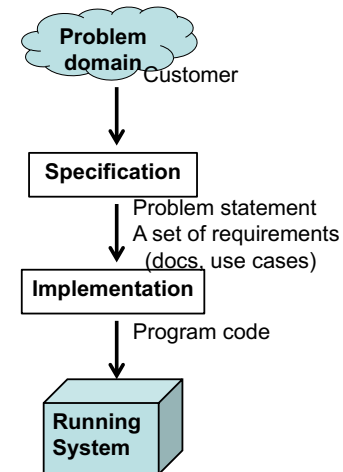 Problem
domain
Customer
Specification
Problem statement
A set of requirements
(docs, use cases)
Implementation
Program code
Running
System